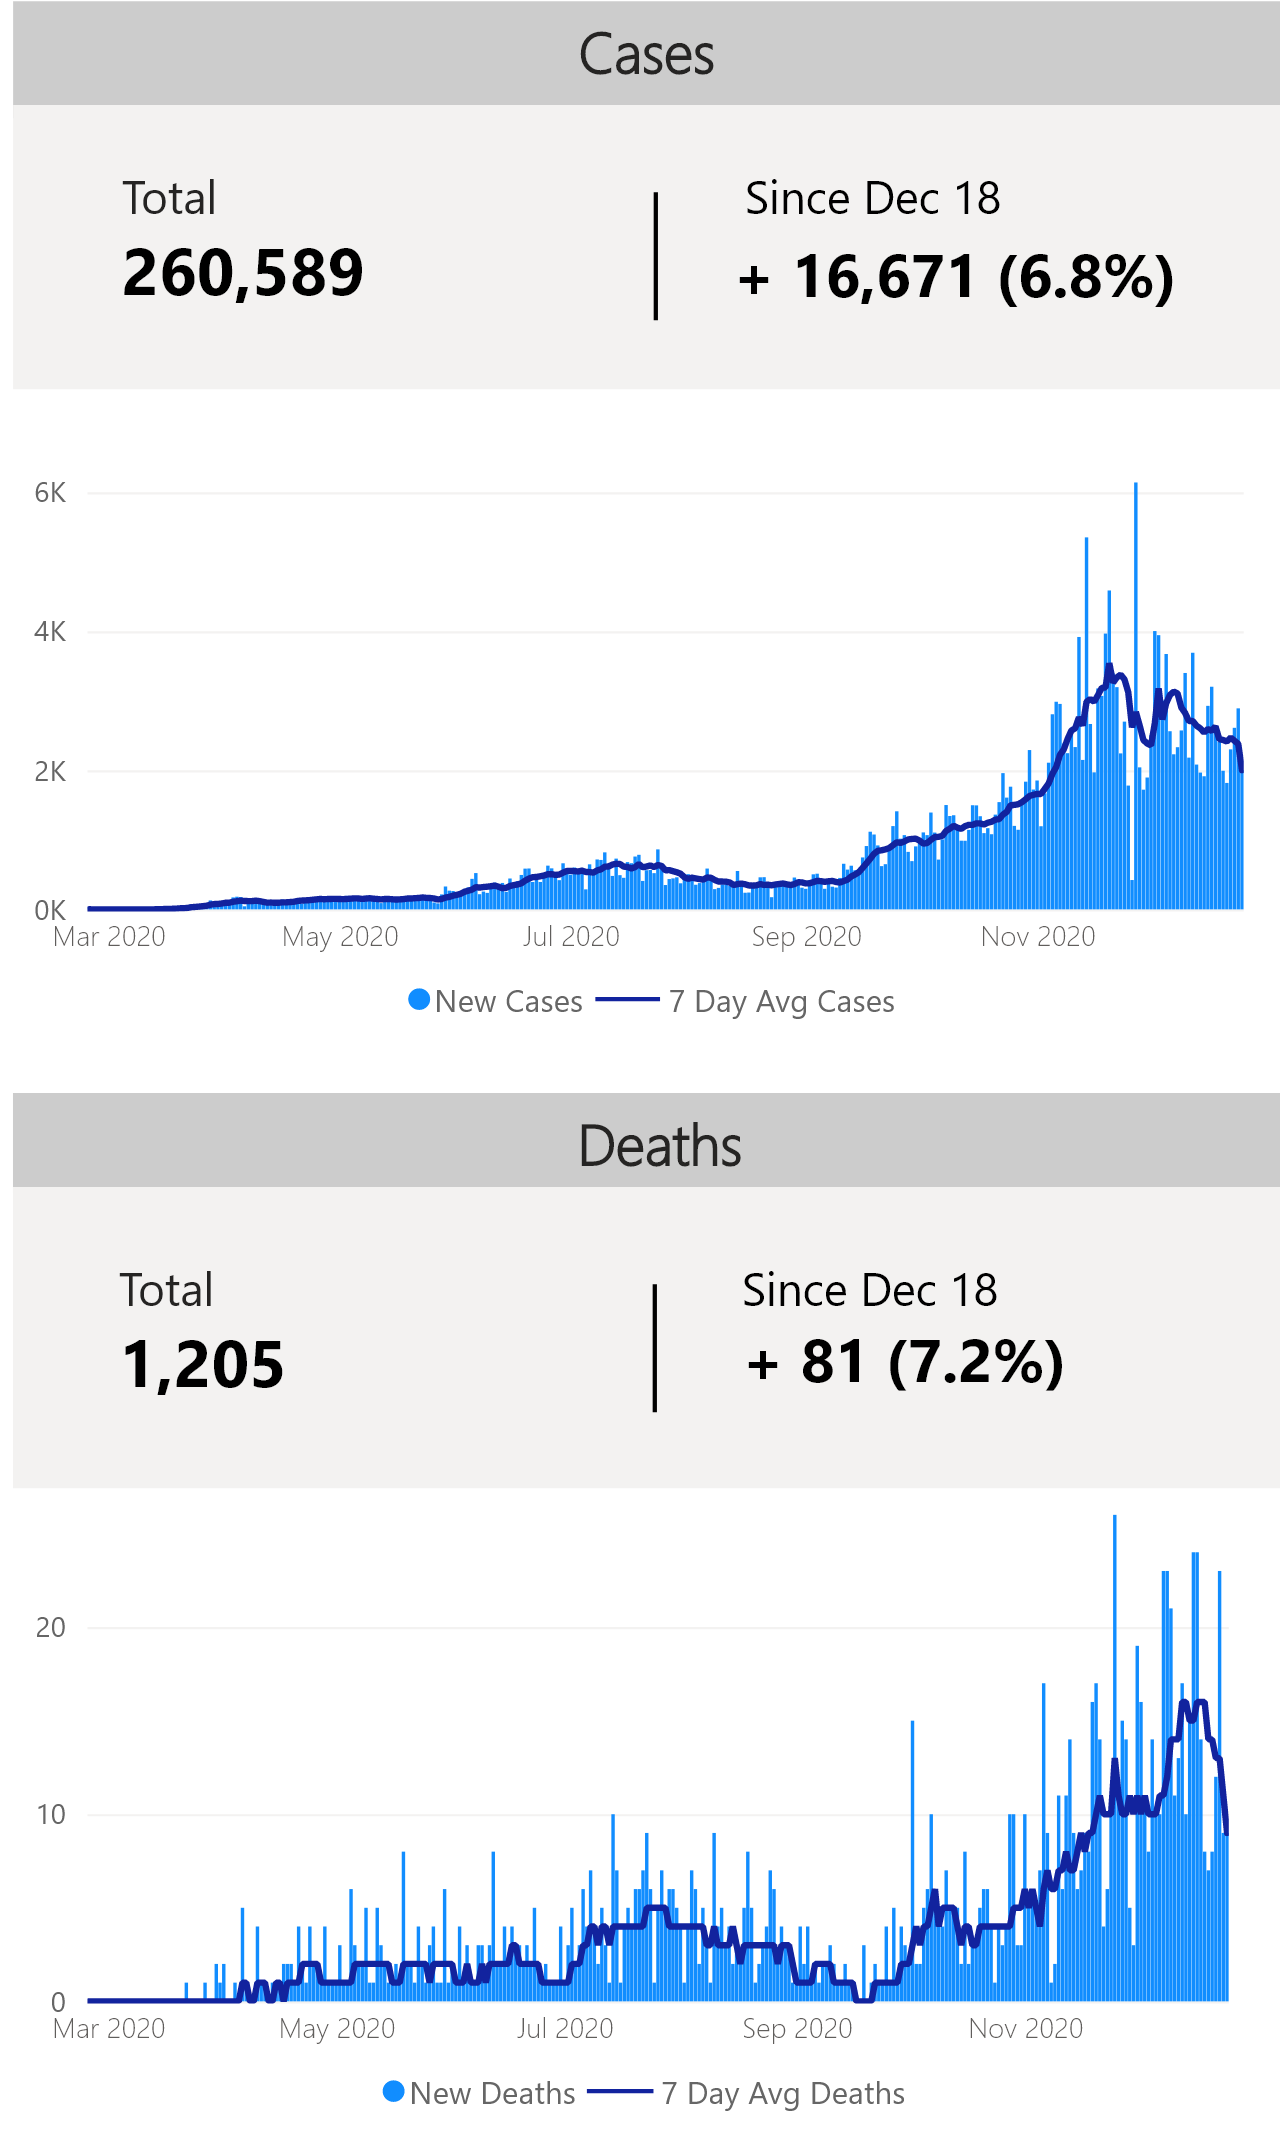 Cases
Total
Since Dec 18
260,589
+ 16,671 (6.8%)
6K
4K
2K
0K
Mar 2020 May 2020 Jul 2020 Sep 2020 Nov 2020
New Cases 7 Day Avg Cases
Deaths
Total
Since Dec 18
1,205
+ 81 (7.2%)
20
10
0
Mar 2020 May 2020 Jul 2020 Sep 2020 Nov 2020
New Deaths 7 Day Avg Deaths